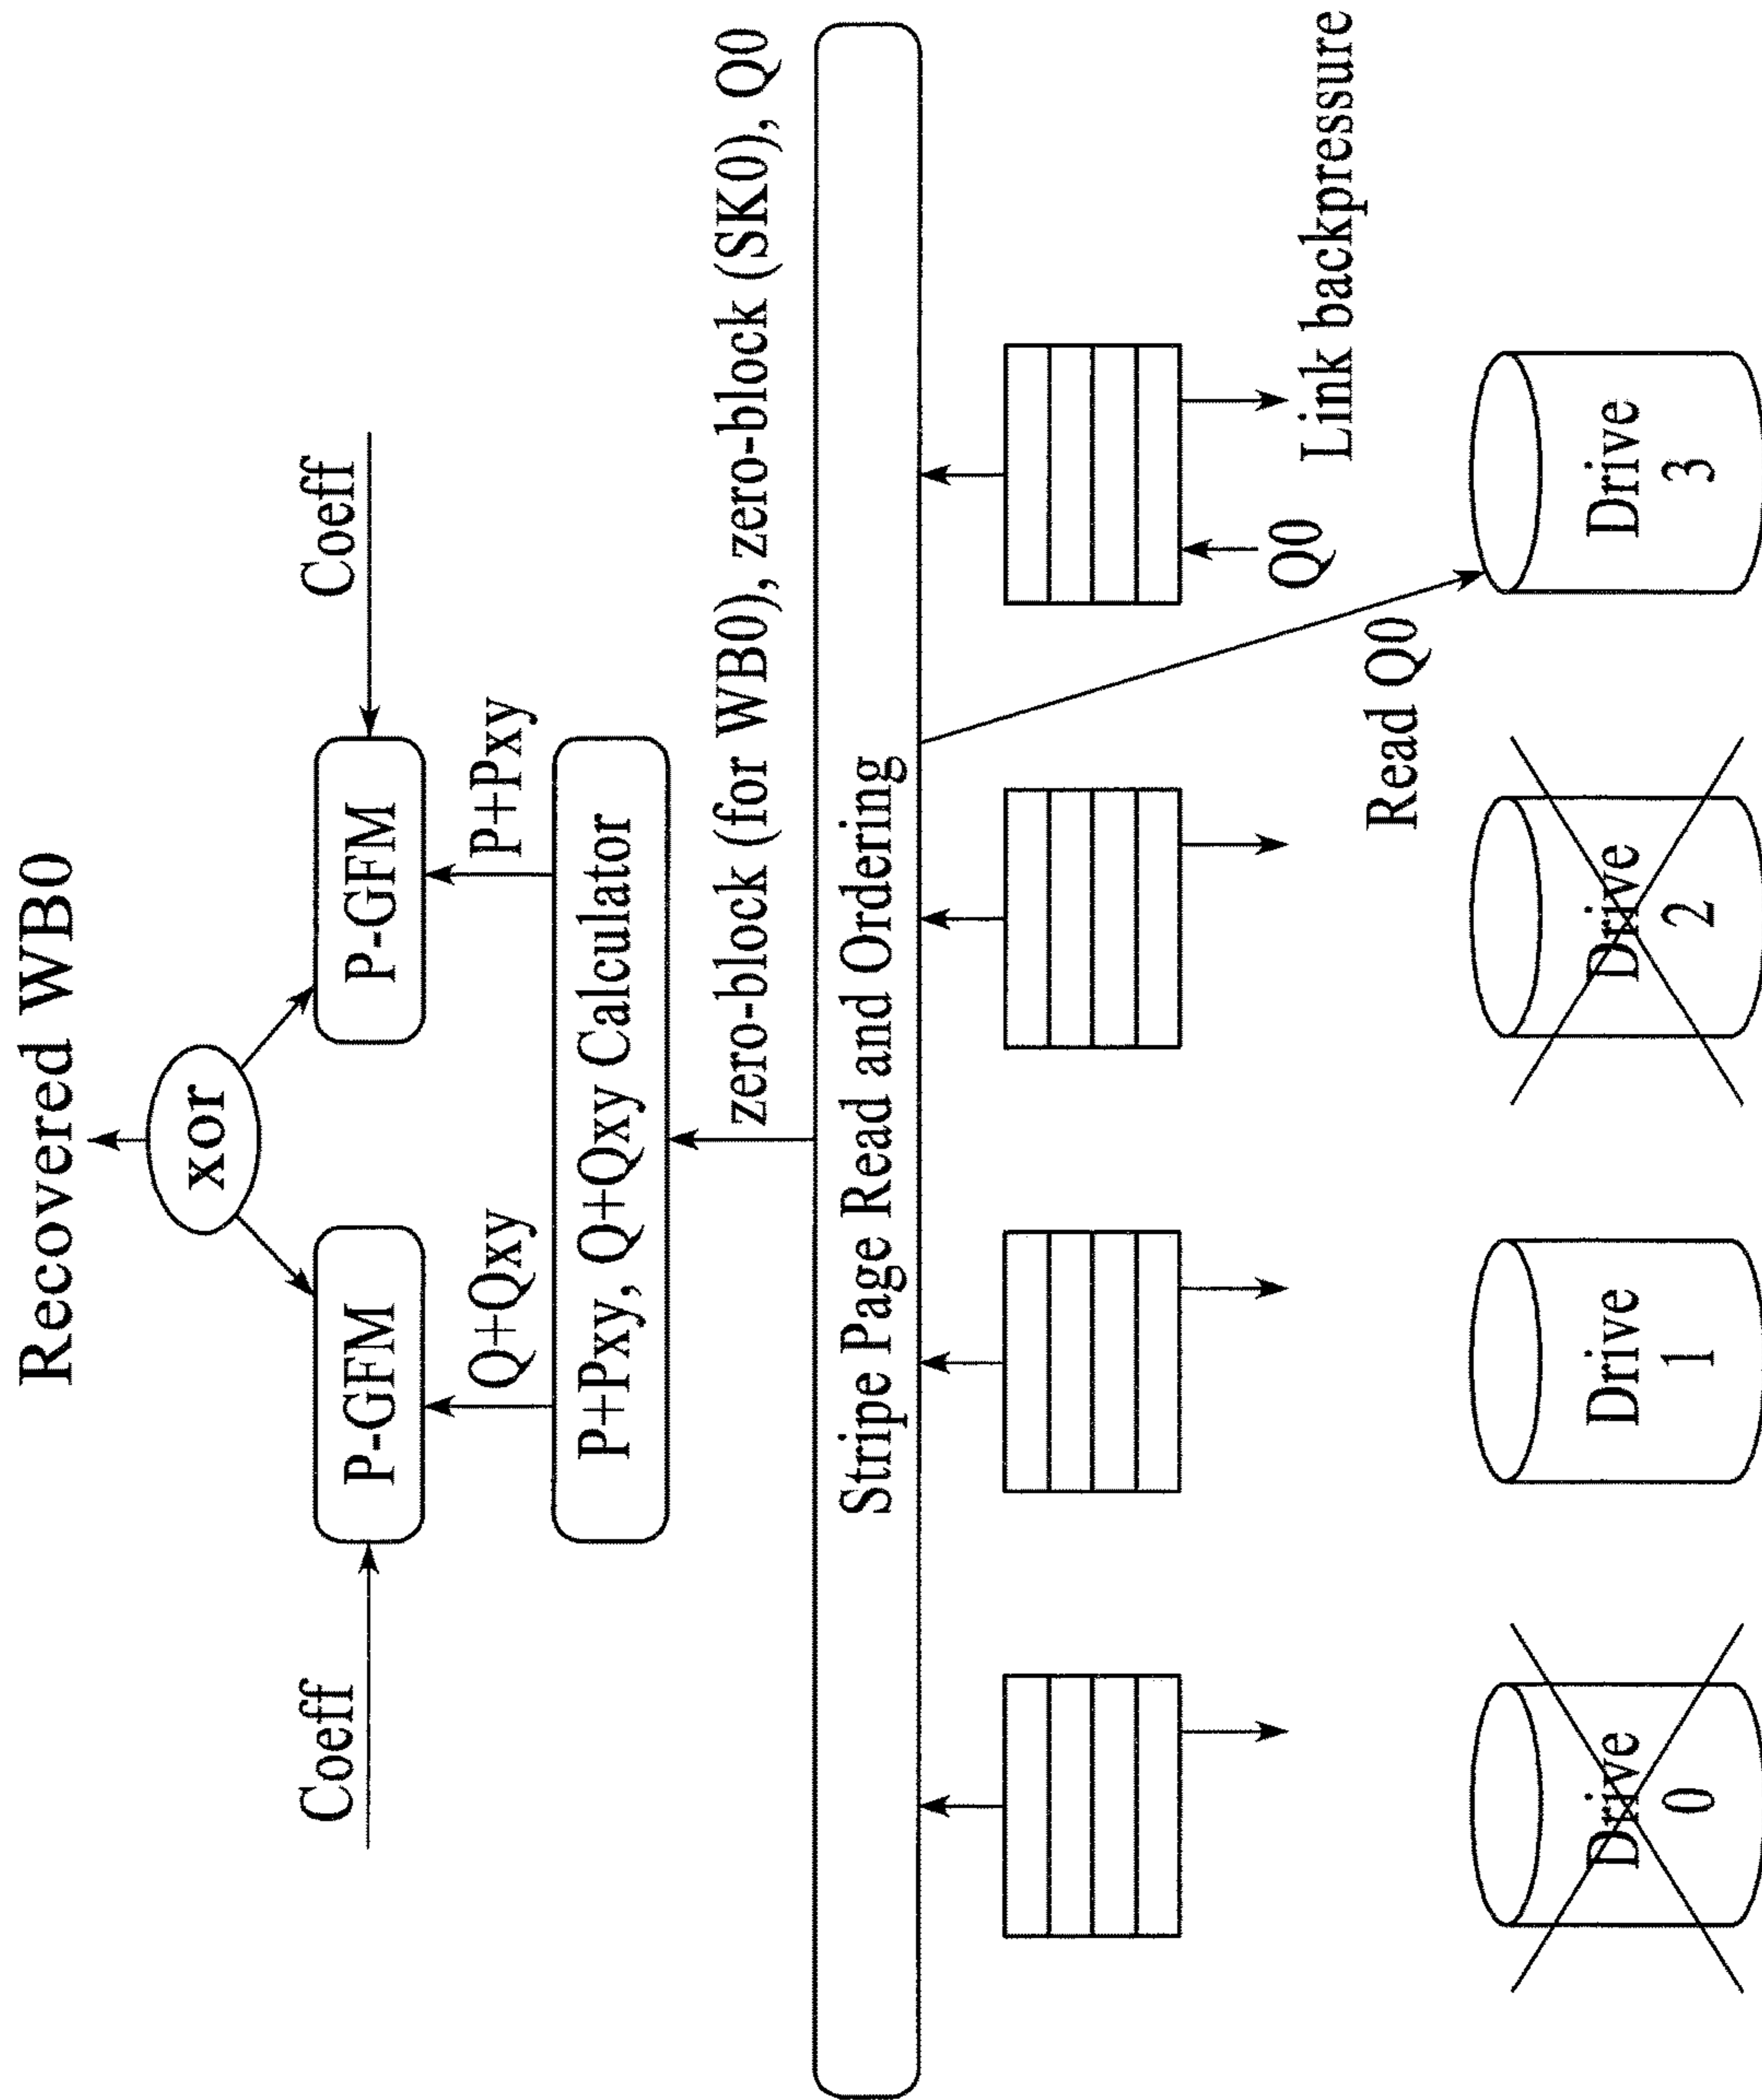 Recovered WB0
xor
Coeff
Coeff
P-GFM
P-GFM
Q+Qxy
P+Pxy
P+Pxy, Q+Qxy Calculator
zero-block (for WB0), zero-block (SK0), Q0
Stripe Page Read and Ordering
Q0
Link backpressure
Read Q0
Drive
0
Drive
1
Drive
2
Drive
3